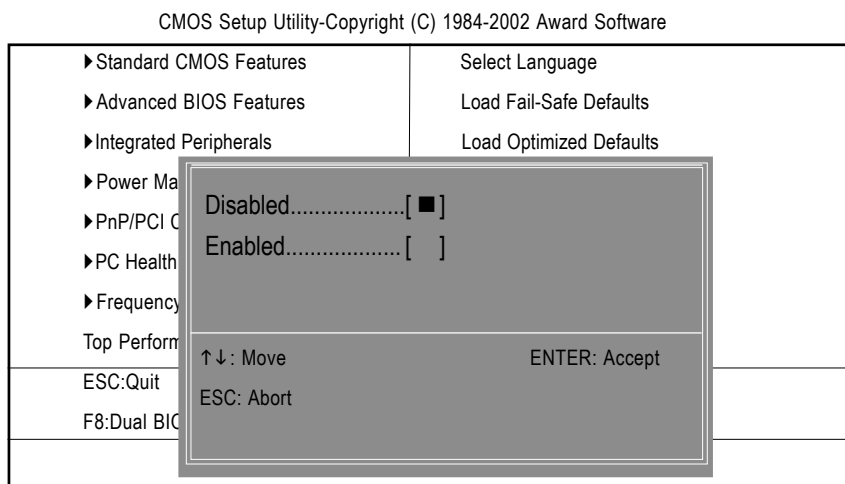 CMOS Setup Utility-Copyright (C) 1984-2002 Award Software
▶Standard CMOS Features
▶Advanced BIOS Features
▶Integrated Peripherals
▶Power Ma
▶PnP/PCI C
▶PC Health
▶Frequency
Top Perform
Select Language
Load Fail-Safe Defaults
Load Optimized Defaults
Disabled...................[ ■ ]
Enabled................... [   ]
↑↓: Move
ENTER: Accept
ESC: Abort
ESC:Quit
F8:Dual BIO